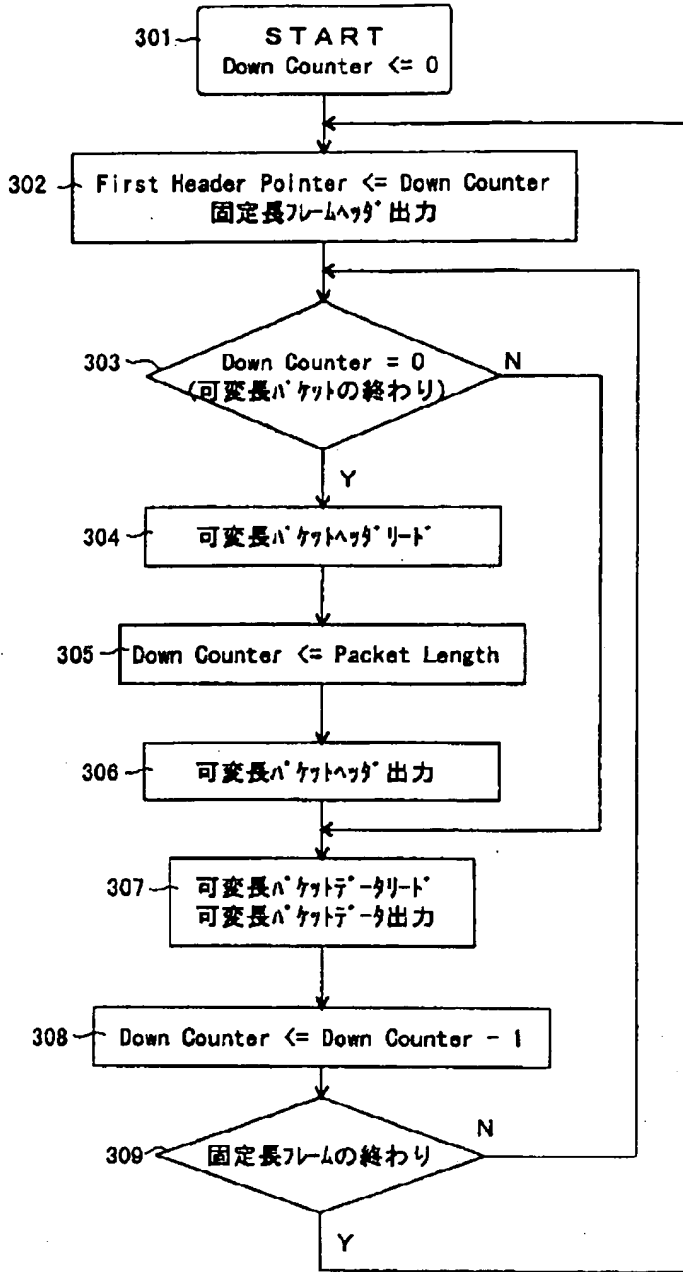 301
START
Down Counter <= 0
302
First Header Pointer <= Down Counter
固定長フレームヘッダ出力
303
Down Counter = 0
(可変長パケットの終わり)
N
Y
304
可変長パケットヘッダリード
305
Down Counter <= Packet Length
306
可変長パケットヘッダ出力
307
可変長パケットデータリード
可変長パケットデータ出力
308
Down Counter <= Down Counter - 1
309
固定長フレームの終わり
N
Y